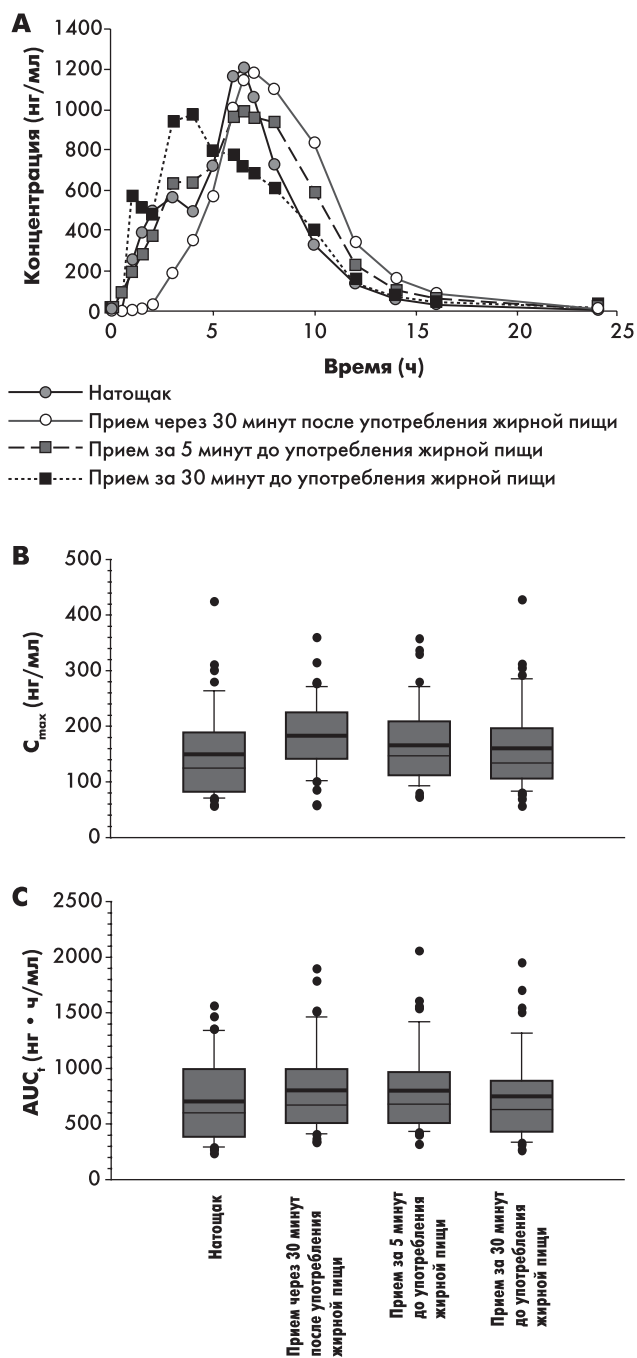 A
Концентрация (нг/мл)
1400
1200
1000
800
600
400
200
0
0
5
10
15
20
25
Время (ч)
Натощак
Прием через 30 минут после употребления жирной пищи
Прием за 5 минут до употребления жирной пищи
Прием за 30 минут до употребления жирной пищи
B
Cmax (нг/мл)
500
400
300
200
100
0
C
AUCt (нг • ч/мл)
2500
2000
1500
1000
500
0
Натощак
Прием через 30 минут
после употребления
жирной пищи
Прием за 5 минут
до употребления
жирной пищи
Прием за 30 минут
до употребления
жирной пищи